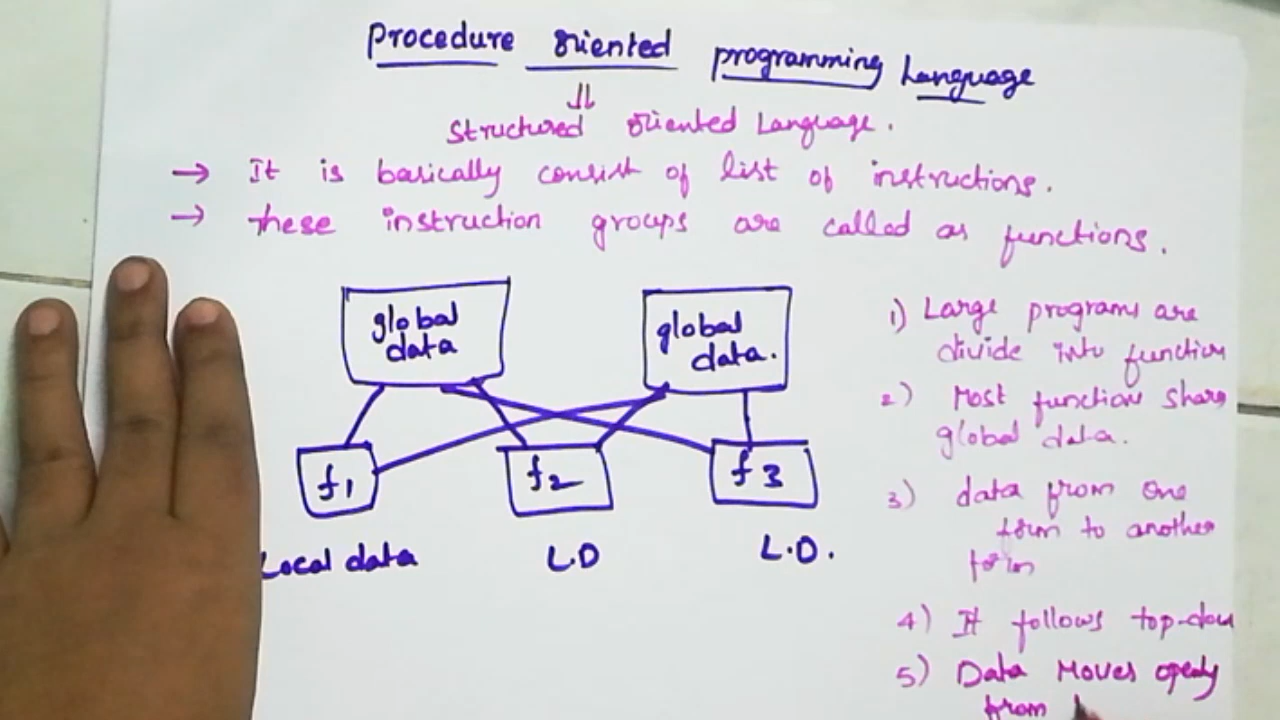 Procedure oriented programming Language
Structured oriented Language.
→ It is basically consist of list of instructions.
→ These instruction groups are called as functions.
global
data
global
data.
f1
f2
f3
Local data
L.D
L.D.
1) Large programs are
divide into function
2) Most functions share
global data.
3) data from one
form to another
form
4) It follows top-dow
5) Data Moves openly
from